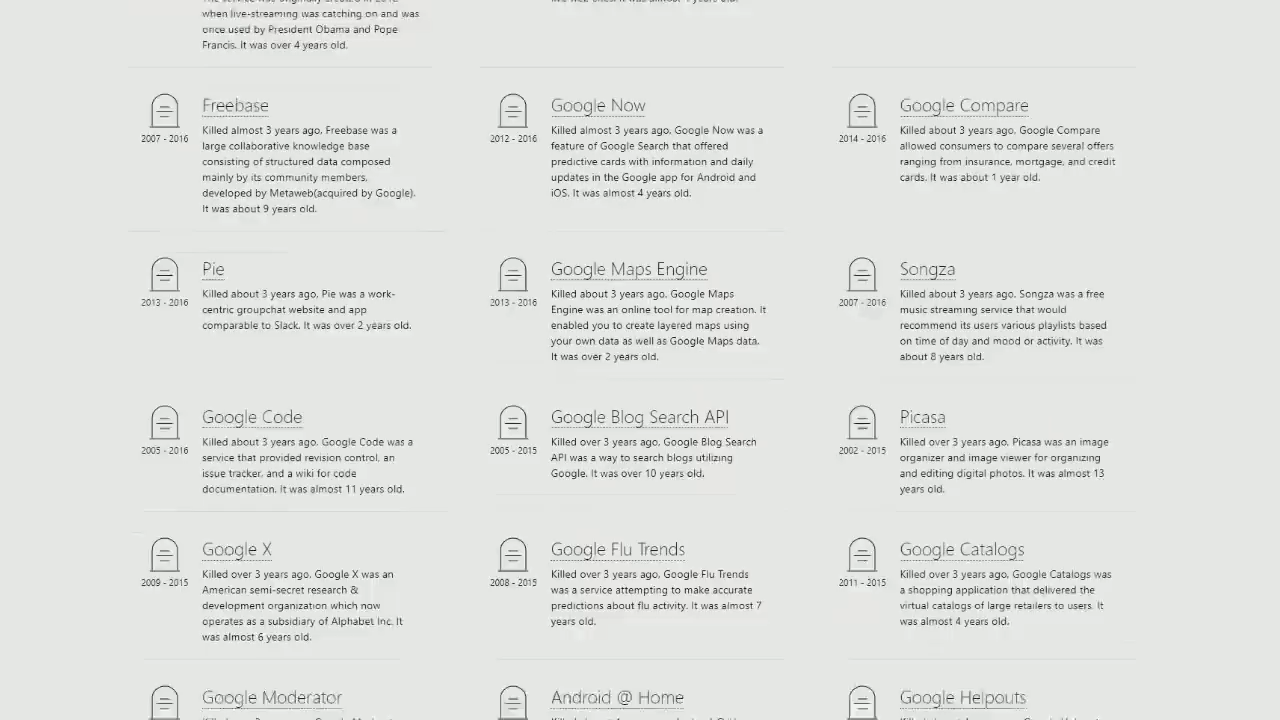 when live-streaming was catching on and was
once used by President Obama and Pope
Francis. It was over 4 years old.
Freebase
2007 - 2016
Killed almost 3 years ago, Freebase was a
large collaborative knowledge base
consisting of structured data composed
mainly by its community members,
developed by Metaweb(acquired by Google).
It was about 9 years old.
Google Now
2012 - 2016
Killed almost 3 years ago, Google Now was a
feature of Google Search that offered
predictive cards with information and daily
updates in the Google app for Android and
iOS. It was almost 4 years old.
Google Compare
2014 - 2016
Killed about 3 years ago, Google Compare
allowed consumers to compare several offers
ranging from insurance, mortgage, and credit
cards. It was about 1 year old.
Pie
2013 - 2016
Killed about 3 years ago, Pie was a work-
centric groupchat website and app
comparable to Slack. It was over 2 years old.
Google Maps Engine
2013 - 2016
Killed about 3 years ago, Google Maps
Engine was an online tool for map creation. It
enabled you to create layered maps using
your own data as well as Google Maps data.
It was over 2 years old.
Songza
2007 - 2016
Killed about 3 years ago, Songza was a free
music streaming service that would
recommend its users various playlists based
on time of day and mood or activity. It was
about 8 years old.
Google Code
2005 - 2016
Killed about 3 years ago, Google Code was a
service that provided revision control, an
issue tracker, and a wiki for code
documentation. It was almost 11 years old.
Google Blog Search API
2005 - 2015
Killed over 3 years ago, Google Blog Search
API was a way to search blogs utilizing
Google. It was over 10 years old.
Picasa
2002 - 2015
Killed over 3 years ago, Picasa was an image
organizer and image viewer for organizing
and editing digital photos. It was almost 13
years old.
Google X
2009 - 2015
Killed over 3 years ago, Google X was an
American semi-secret research &
development organization which now
operates as a subsidiary of Alphabet Inc. It
was almost 6 years old.
Google Flu Trends
2008 - 2015
Killed over 3 years ago, Google Flu Trends
was a service attempting to make accurate
predictions about flu activity. It was almost 7
years old.
Google Catalogs
2011 - 2015
Killed over 3 years ago, Google Catalogs was
a shopping application that delivered the
virtual catalogs of large retailers to users. It
was almost 4 years old.
Google Moderator
Android @ Home
Google Helpouts